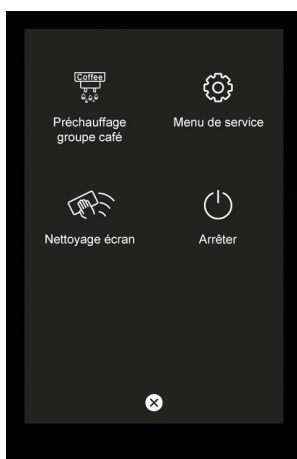 Coffee
Préchauffage
groupe café
Menu de service
Nettoyage écran
Arrêter